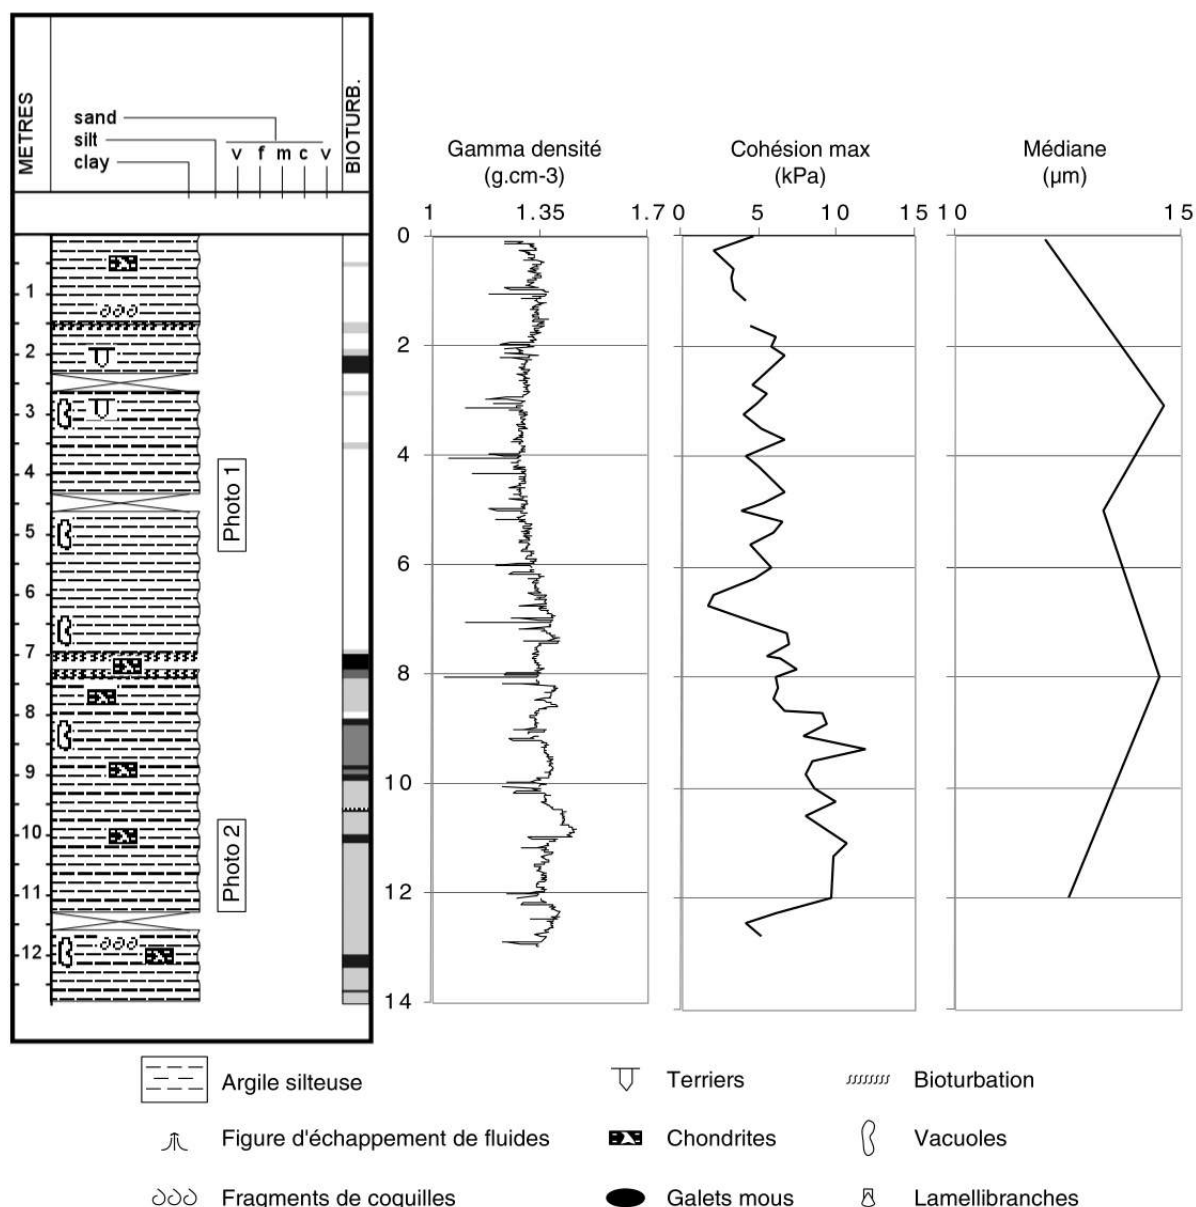 METRES
sand
silt
clay
v f m c v
BIOTURB.
Gamma densité
(g.cm-3)
1 1.35 1.7
Cohésion max
(kPa)
0 5 10 15
Médiane
(µm)
10 15
1
2
3
4
5
6
7
8
9
10
11
12
Photo 1
Photo 2
0
2
4
6
8
10
12
14
Argile silteuse
Terriers
Bioturbation
Figure d'échappement de fluides
Chondrites
Vacuoles
Fragments de coquilles
Galets mous
Lamellibranches